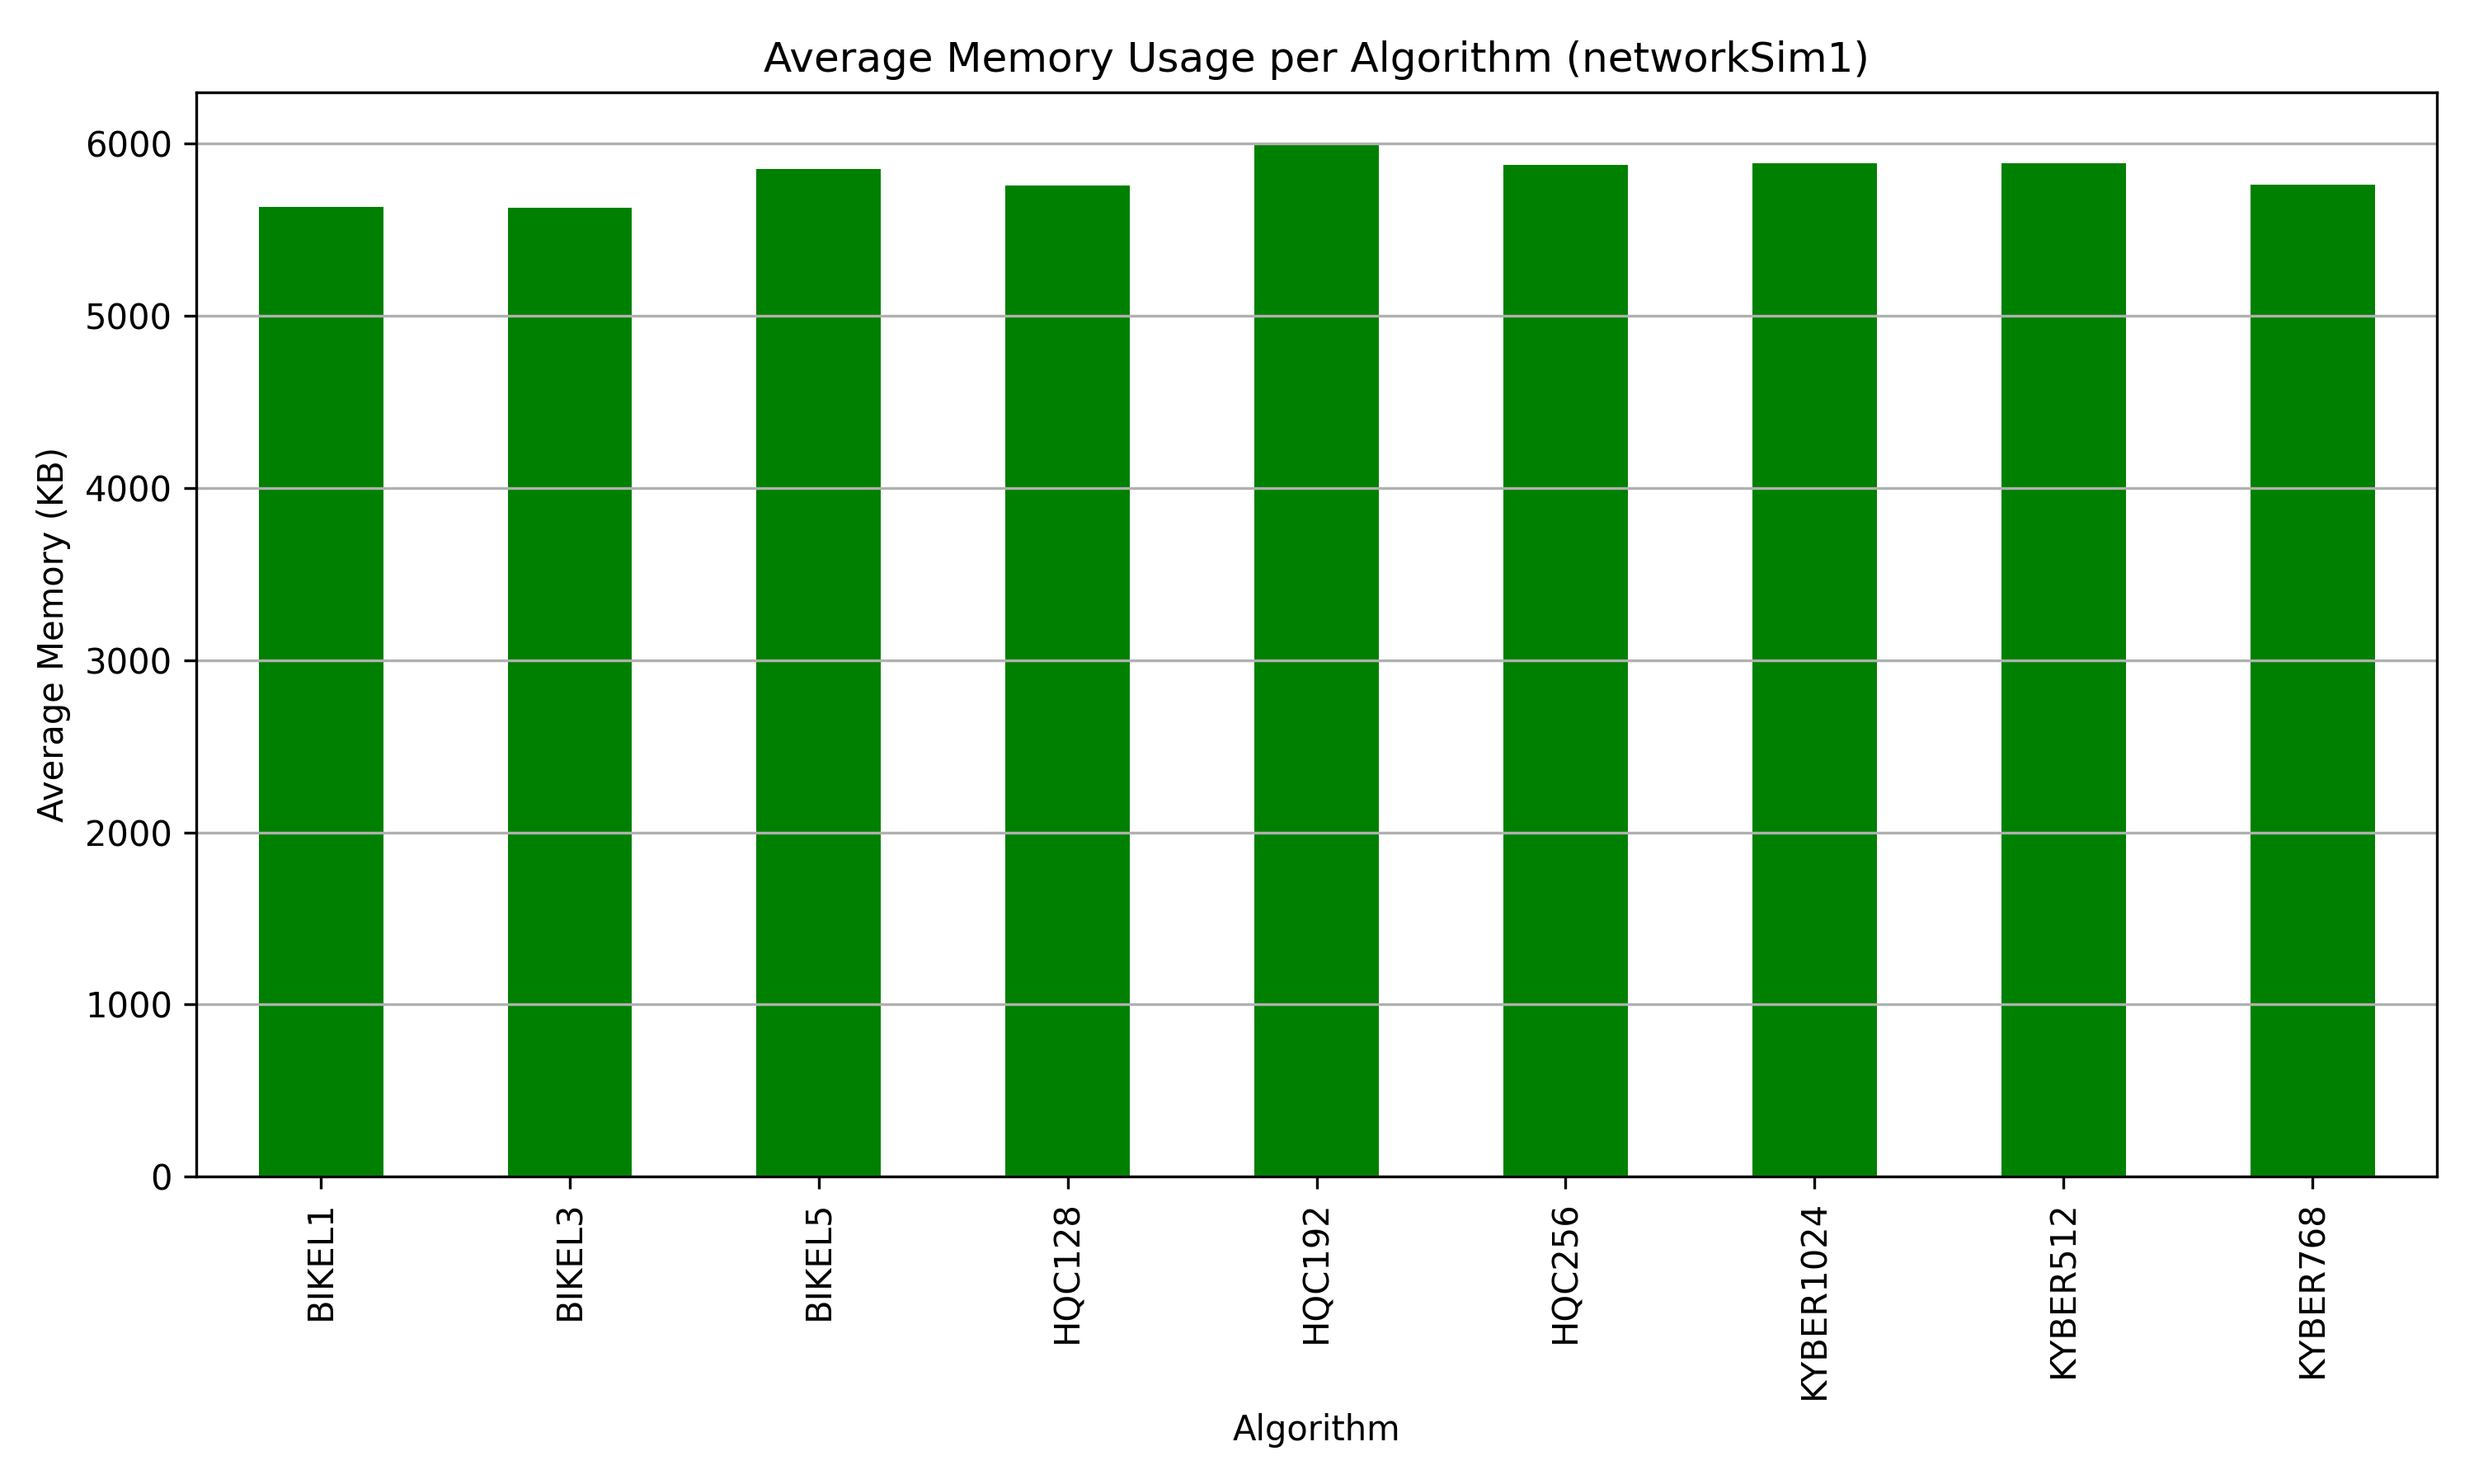 Average Memory Usage per Algorithm (networkSim1)
Average Memory (KB)
6000
5000
4000
3000
2000
1000
0
BIKEL1
BIKEL3
BIKEL5
HQC128
HQC192
HQC256
KYBER1024
KYBER512
KYBER768
Algorithm